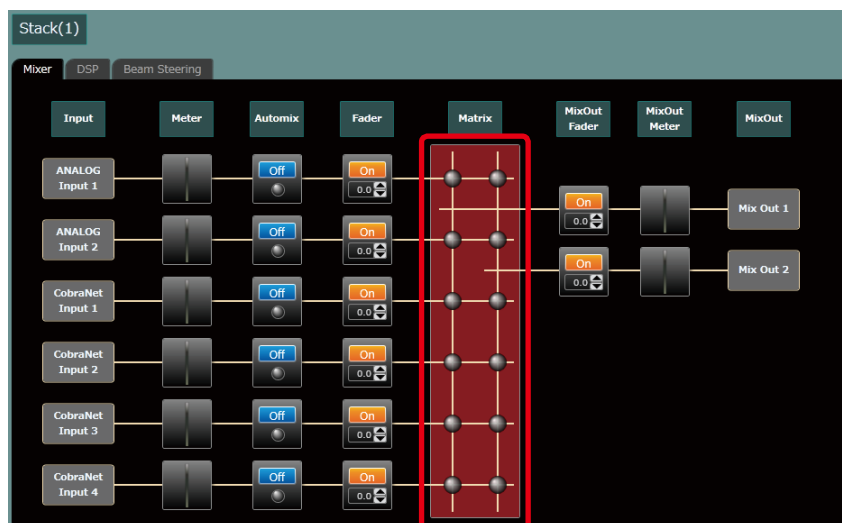 Stack(1)
Mixer DSP Beam Steering
Input Meter Automix Fader Matrix MixOut Fader MixOut Meter MixOut
ANALOG Input 1 Off On 0.0
On 0.0 Mix Out 1
ANALOG Input 2 Off On 0.0
On 0.0 Mix Out 2
CobraNet Input 1 Off On 0.0
CobraNet Input 2 Off On 0.0
CobraNet Input 3 Off On 0.0
CobraNet Input 4 Off On 0.0